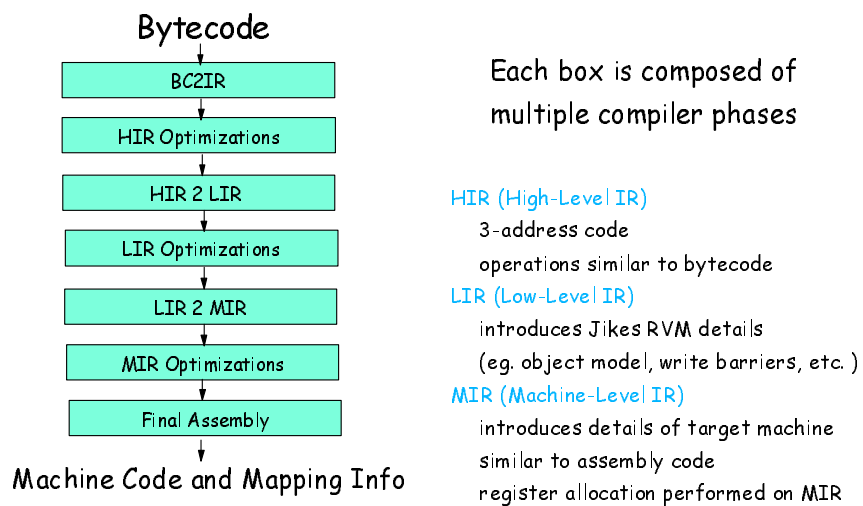 Bytecode
BC2IR
HIR Optimizations
HIR 2 LIR
LIR Optimizations
LIR 2 MIR
MIR Optimizations
Final Assembly
Machine Code and Mapping Info
Each box is composed of
multiple compiler phases
HIR (High-Level IR)
3-address code
operations similar to bytecode
LIR (Low-Level IR)
introduces Jikes RVM details
(eg. object model, write barriers, etc. )
MIR (Machine-Level IR)
introduces details of target machine
similar to assembly code
register allocation performed on MIR